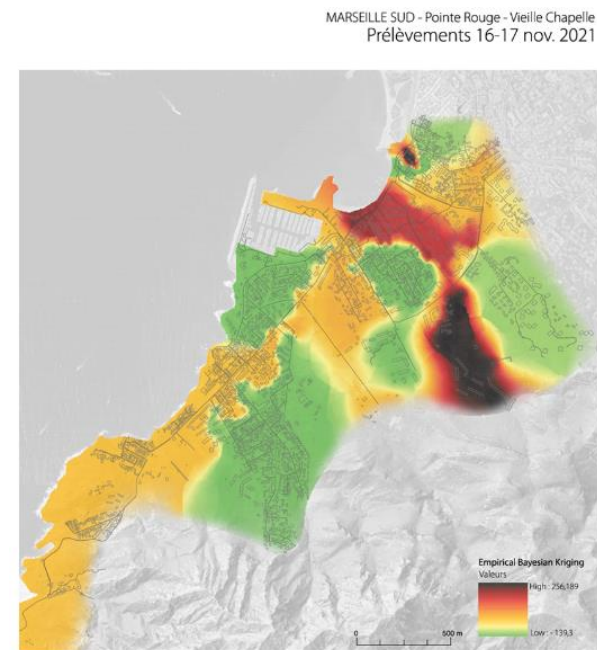 MARSEILLE SUD - Pointe Rouge - Vieille Chapelle
Prélèvements 16-17 nov. 2021
Empirical Bayesian Kriging
Valeurs
High : 256,189
Low : -139,3
0 500 m